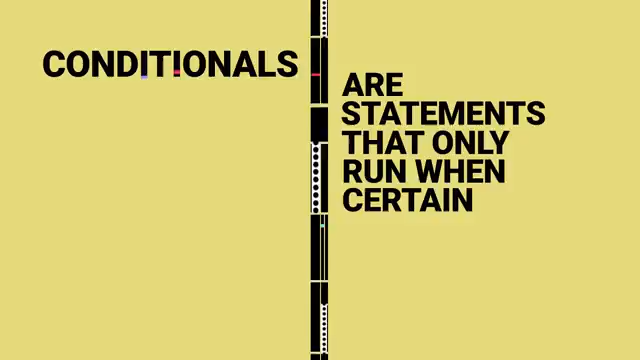 CONDITIONALS
ARE
STATEMENTS
THAT ONLY
RUN WHEN
CERTAIN